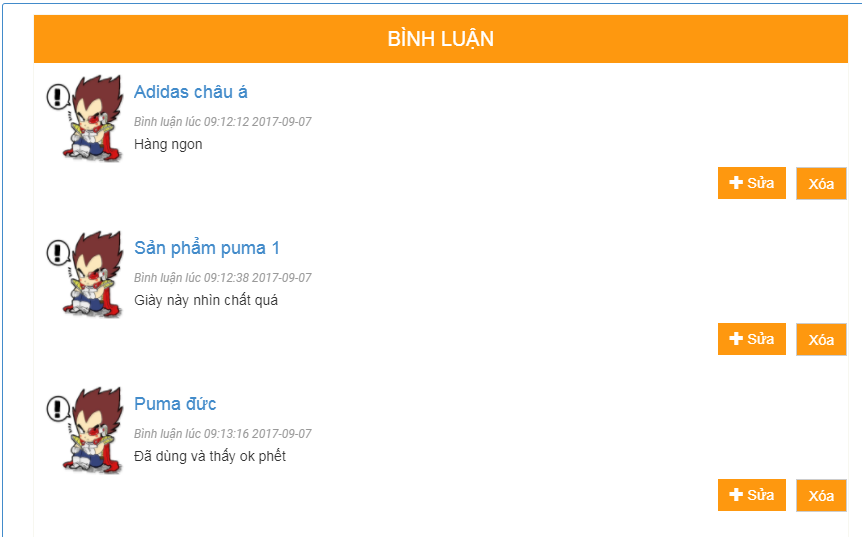 BÌNH LUẬN
Adidas châu á
Bình luận lúc 09:12:12 2017-09-07
Hàng ngon
Sửa Xóa
Sản phẩm puma 1
Bình luận lúc 09:12:38 2017-09-07
Giày này nhìn chất quá
Sửa Xóa
Puma đức
Bình luận lúc 09:13:16 2017-09-07
Đã dùng và thấy ok phết
Sửa Xóa